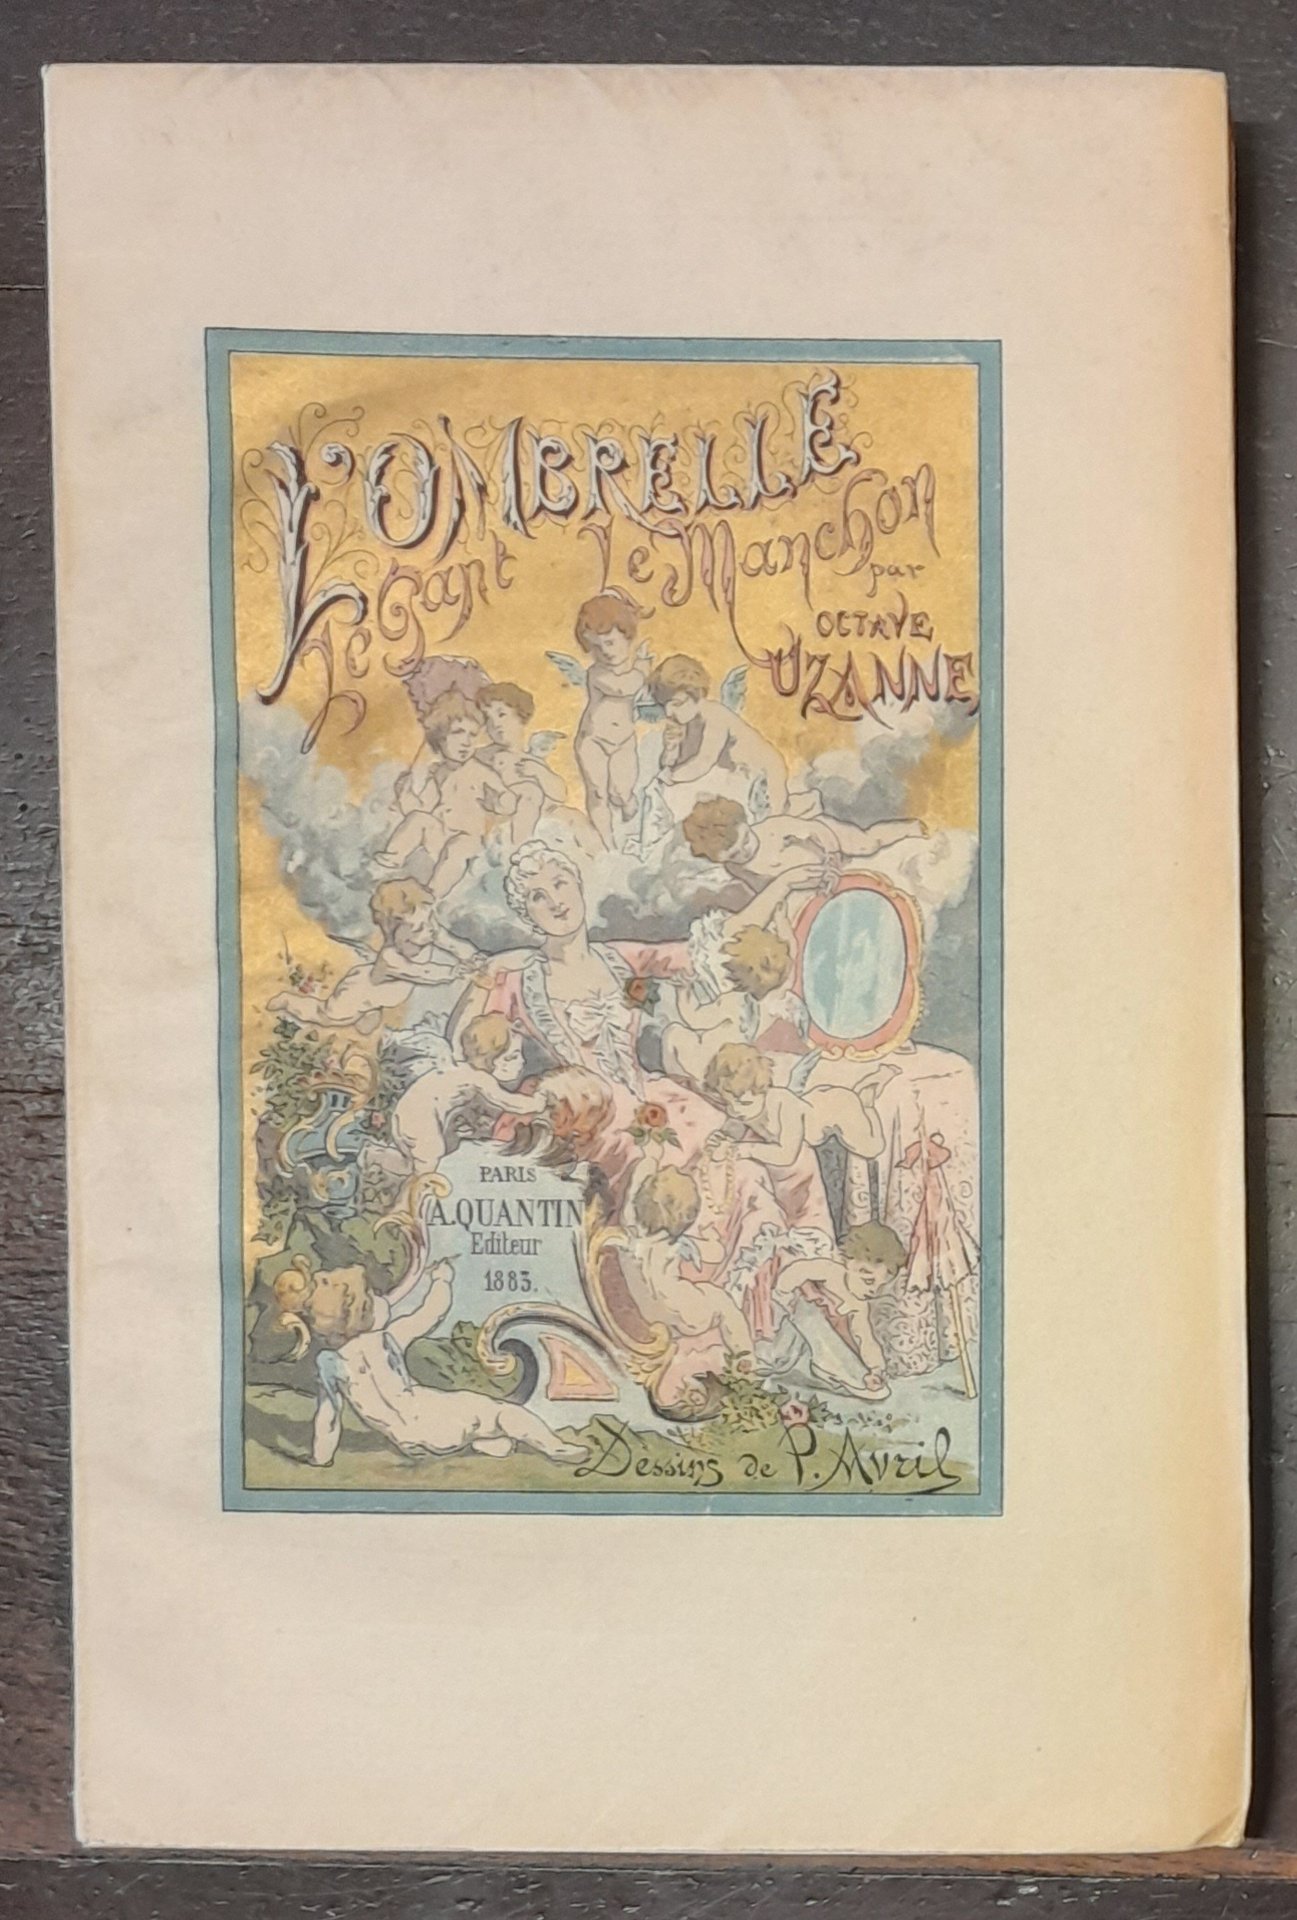 L'OMBRELLE
Le Gant Le Manchon
par
OCTAVE
UZANNE
PARIS
A. QUANTIN
Editeur
1883.
Dessins de P. Avril